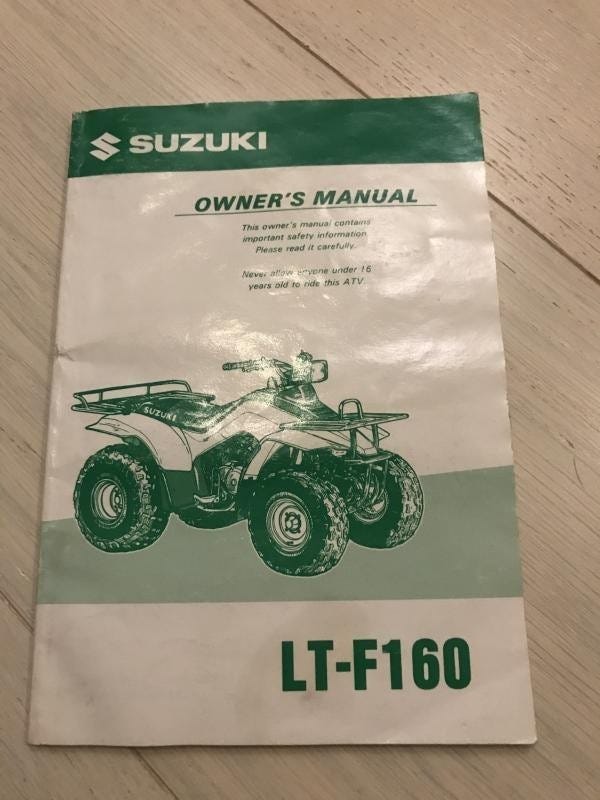 SUZUKI
OWNER'S MANUAL
This owner's manual contains
important safety information.
Please read it carefully.
Never allow anyone under 16
years old to ride this ATV.
SUZUKI
LT-F160